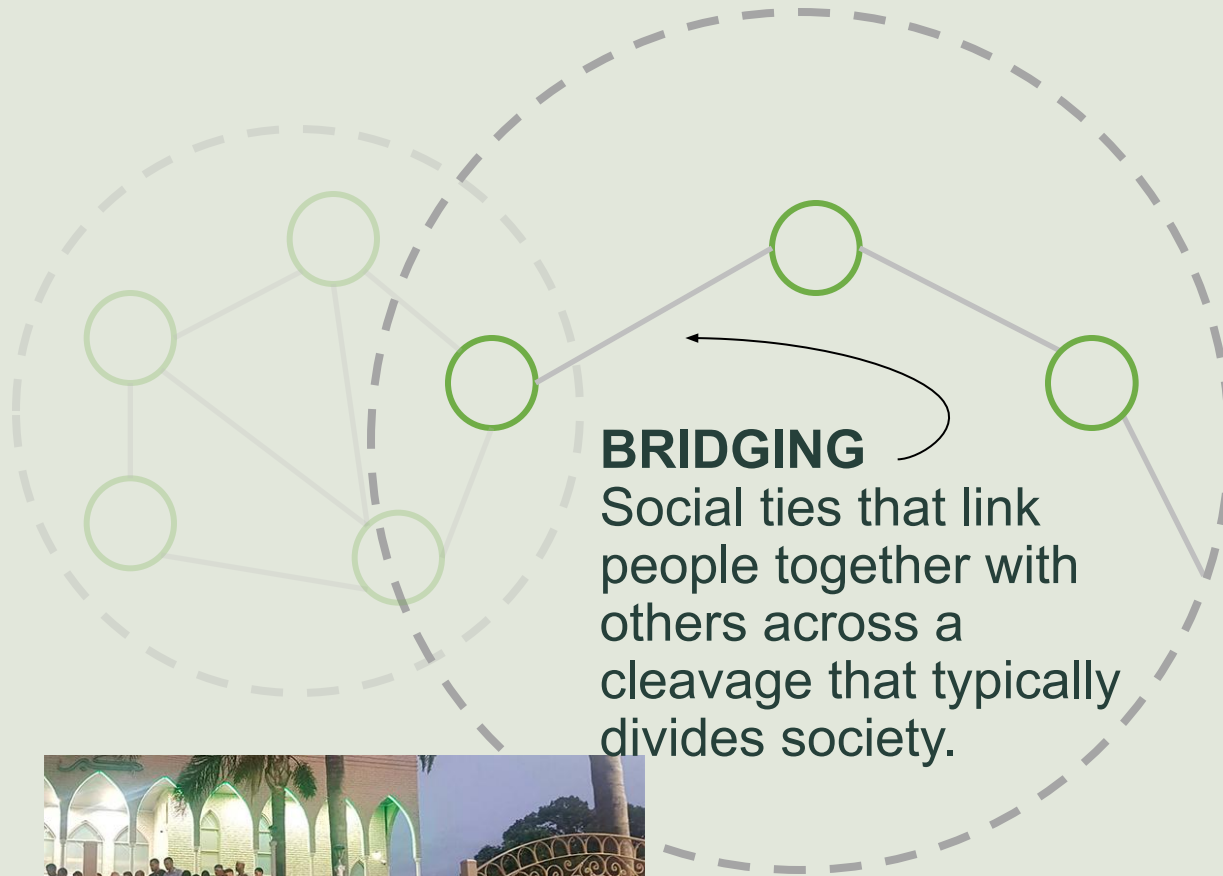 BRIDGING
Social ties that link
people together with
others across a
cleavage that typically
divides society.